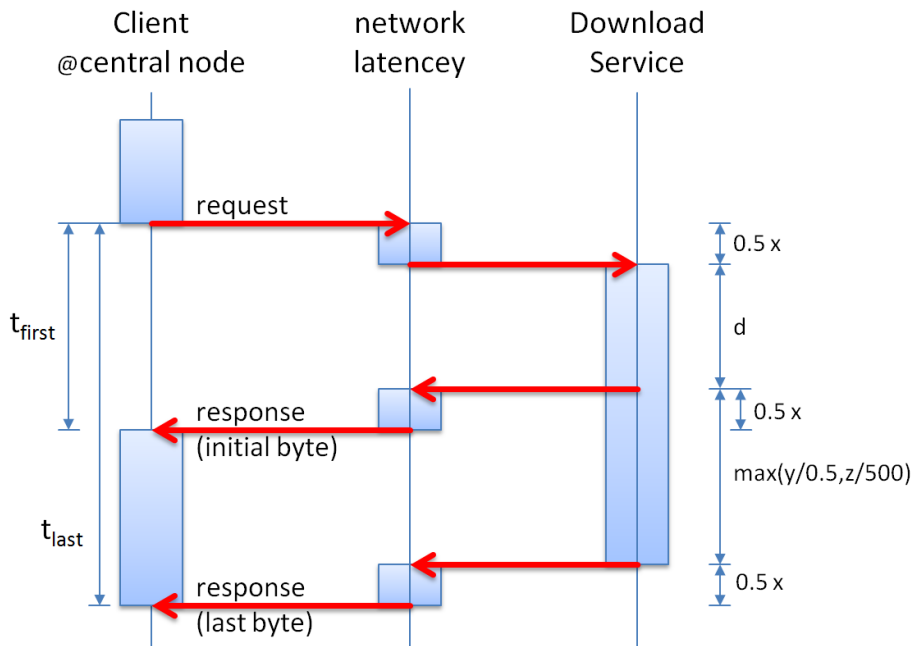 Client
@central node
network
latencey
Download
Service
request
0.5 x
t_first
d
response
(initial byte)
0.5 x
max(y/0.5,z/500)
t_last
response
(last byte)
0.5 x